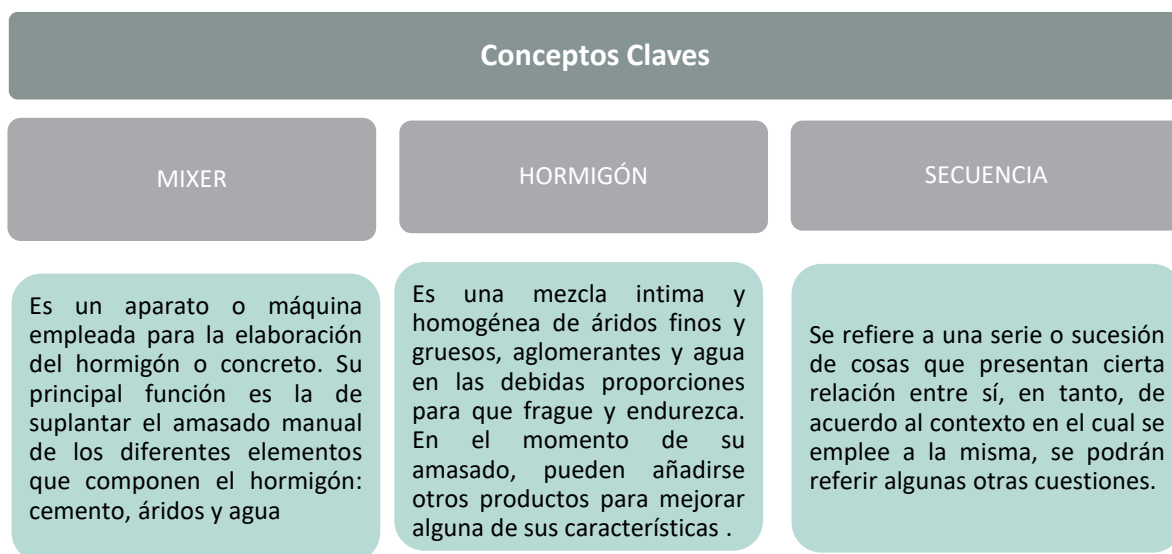 Conceptos Claves
MIXER
HORMIGÓN
SECUENCIA
Es un aparato o máquina
empleada para la elaboración
del hormigón o concreto. Su
principal función es la de
suplantar el amasado manual
de los diferentes elementos
que componen el hormigón:
cemento, áridos y agua
Es una mezcla intima y
homogénea de áridos finos y
gruesos, aglomerantes y agua
en las debidas proporciones
para que frague y endurezca.
En el momento de su
amasado, pueden añadirse
otros productos para mejorar
alguna de sus características .
Se refiere a una serie o sucesión
de cosas que presentan cierta
relación entre sí, en tanto, de
acuerdo al contexto en el cual se
emplee a la misma, se podrán
referir algunas otras cuestiones.